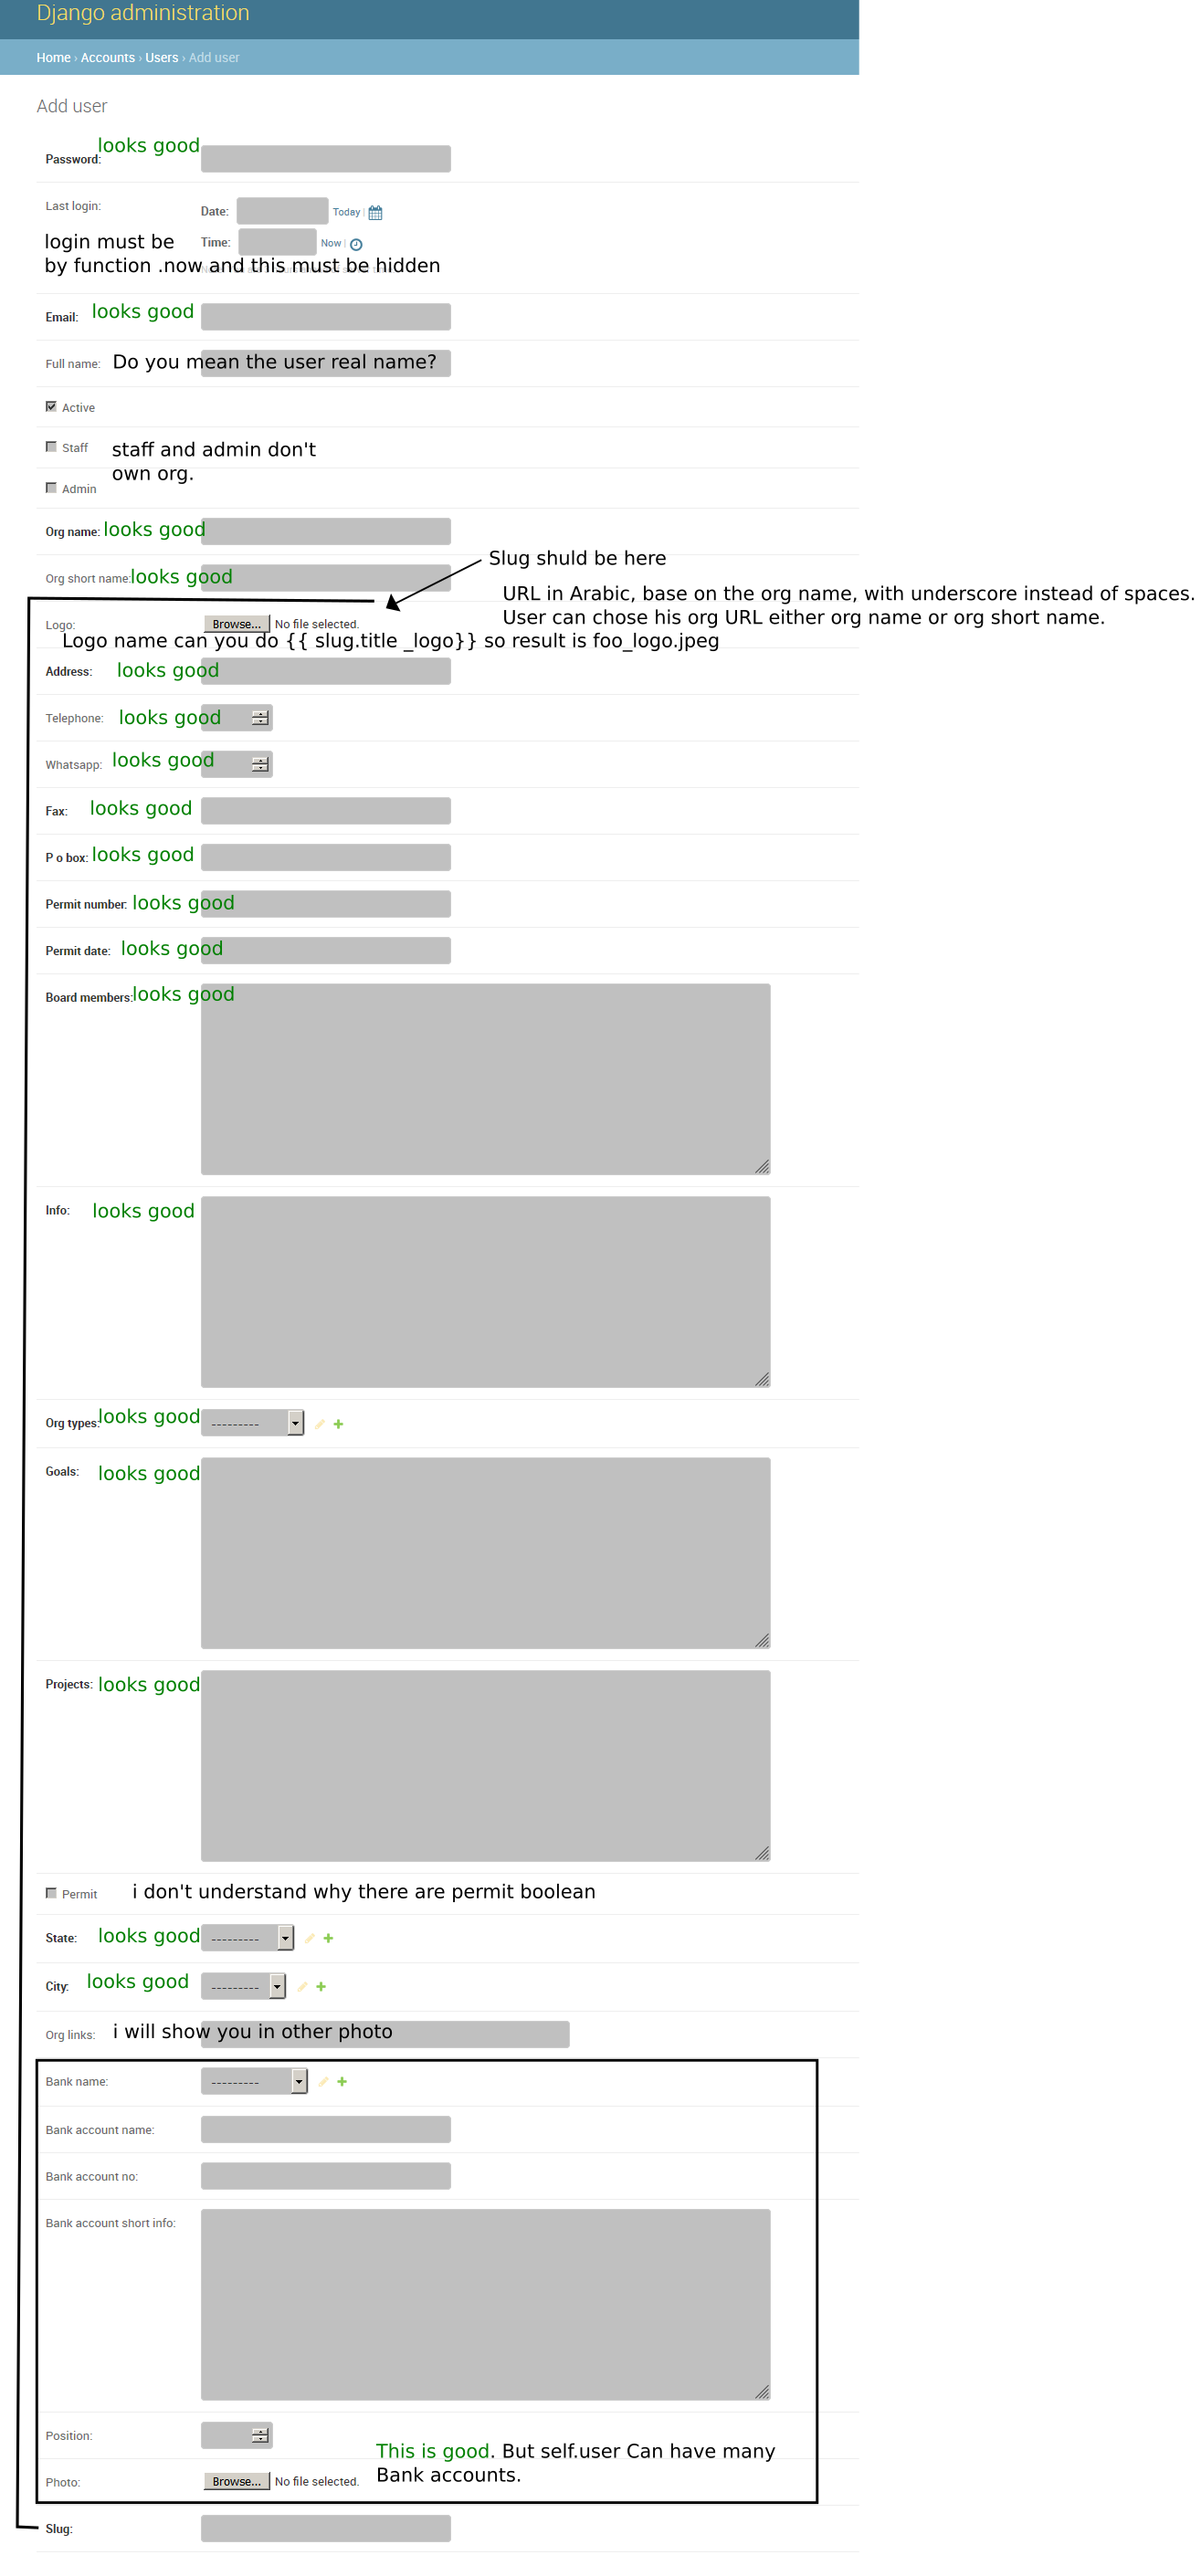 Django administration
Home › Accounts › Users › Add user
Add user
looks good
Password:
Last login:
Date: Today |
Time: Now |
login must be
by function .now and this must be hidden
Email: looks good
Full name: Do you mean the user real name?
Active
Staff
staff and admin don't
own org.
Admin
Org name: looks good
Slug shuld be here
Org short name: looks good
URL in Arabic, base on the org name, with underscore instead of spaces.
User can chose his org URL either org name or org short name.
Logo: Browse... No file selected.
Logo name can you do {{ slug.title _logo}} so result is foo_logo.jpeg
Address: looks good
Telephone: looks good
Whatsapp: looks good
Fax: looks good
P o box: looks good
Permit number: looks good
Permit date: looks good
Board members: looks good
Info: looks good
Org types: looks good ---------
Goals: looks good
Projects: looks good
Permit i don't understand why there are permit boolean
State: looks good ---------
City: looks good ---------
Org links: i will show you in other photo
Bank name: ---------
Bank account name:
Bank account no:
Bank account short info:
Position:
This is good. But self.user Can have many
Bank accounts.
Photo: Browse... No file selected.
Slug: